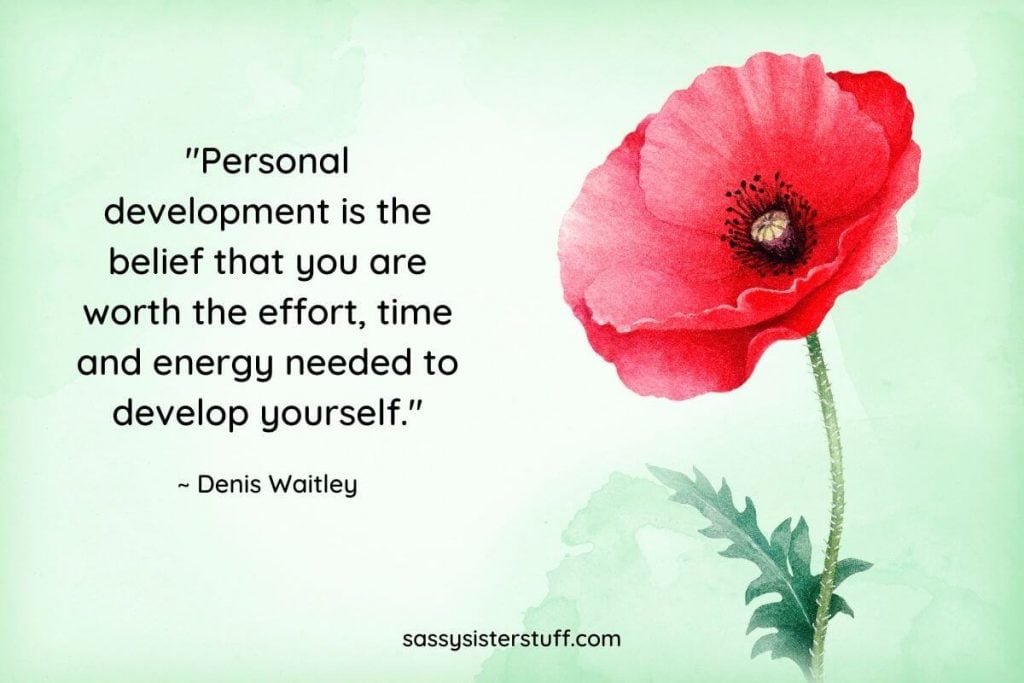 "Personal
development is the
belief that you are
worth the effort, time
and energy needed to
develop yourself."
~ Denis Waitley
sassysisterstuff.com